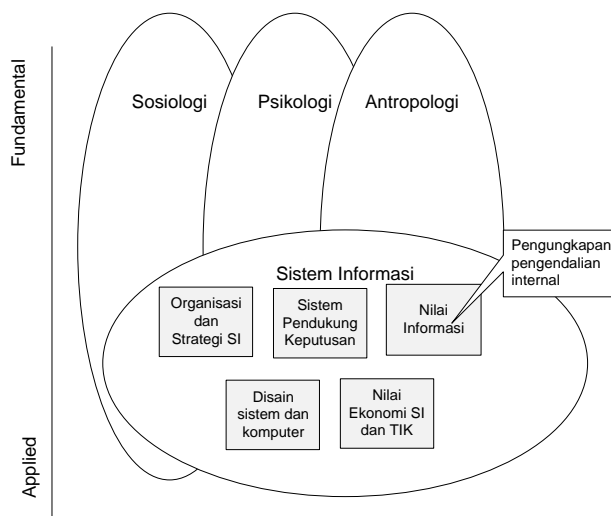 Fundamental
Sosiologi
Psikologi
Antropologi
Pengungkapan
pengendalian
internal
Sistem Informasi
Organisasi
dan
Strategi SI
Sistem
Pendukung
Keputusan
Nilai
Informasi
Disain
sistem dan
komputer
Nilai
Ekonomi SI
dan TIK
Applied